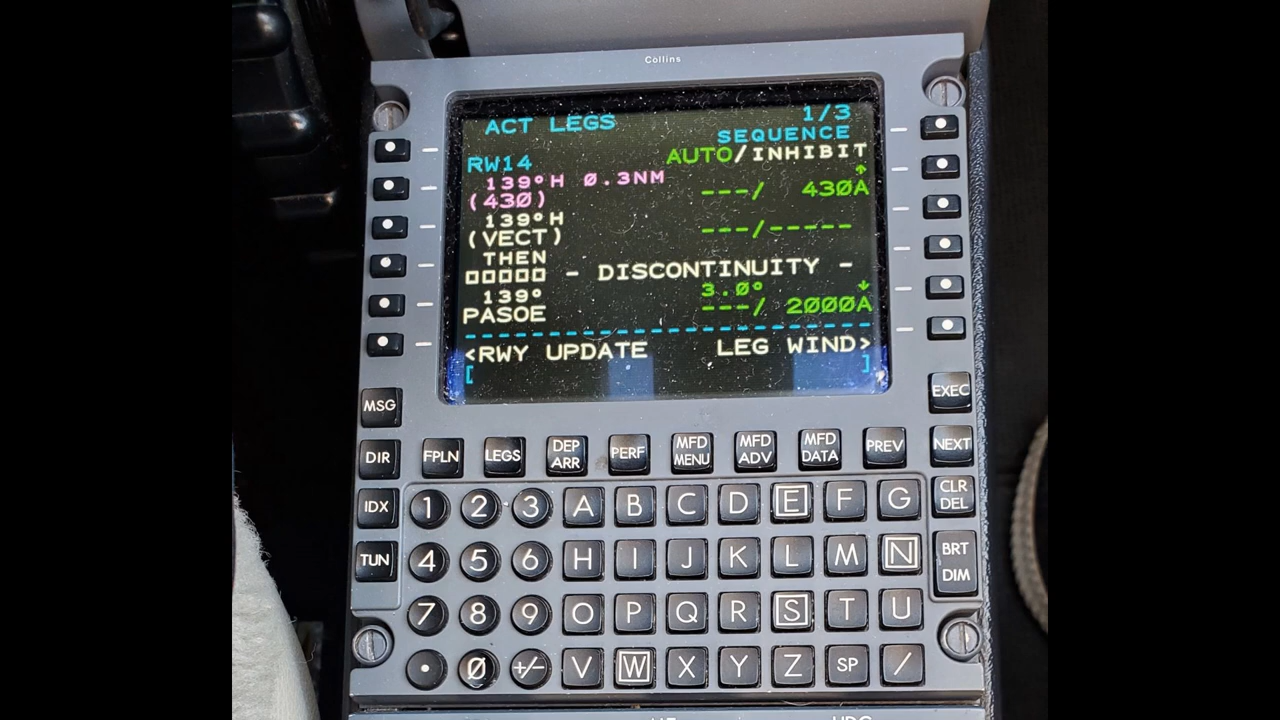 Collins
ACT LEGS 1/3
SEQUENCE
RW14 AUTO/INHIBIT
139°H 0.3NM ↑
(430) ---/ 430A
139°H
(VECT) ---/-----
THEN
□□□□□ - DISCONTINUITY -
139° 3.0° ↓
PASOE ---/ 2000A
--------------------
<RWY UPDATE LEG WIND>
[ ]
MSG EXEC
DIR FPLN LEGS DEP ARR PERF MFD MENU MFD ADV MFD DATA PREV NEXT
IDX 1 2 3 A B C D E F G CLR DEL
TUN 4 5 6 H I J K L M N BRT DIM
7 8 9 O P Q R S T U
. 0 +/- V W X Y Z SP /